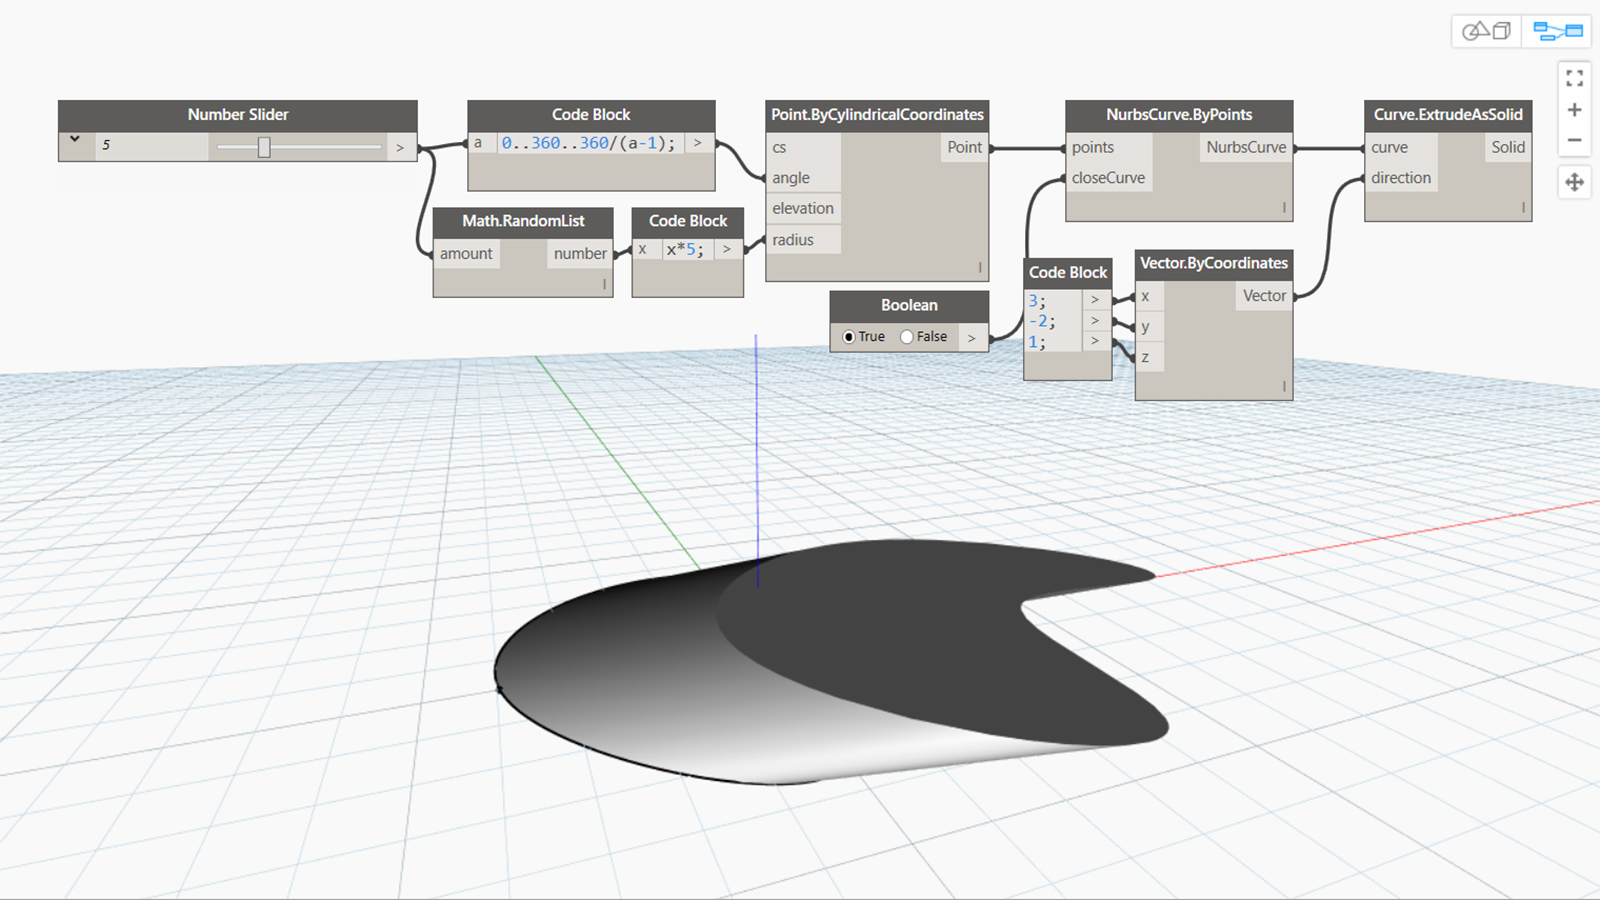 Number Slider
5
>
Code Block
a 0..360..360/(a-1); >
Math.RandomList
amount number
Code Block
x x*5; >
Point.ByCylindricalCoordinates
cs Point
angle
elevation
radius
Boolean
True False >
NurbsCurve.ByPoints
points NurbsCurve
closeCurve
Code Block
3; >
-2; >
1; >
Vector.ByCoordinates
x Vector
y
z
Curve.ExtrudeAsSolid
curve Solid
direction